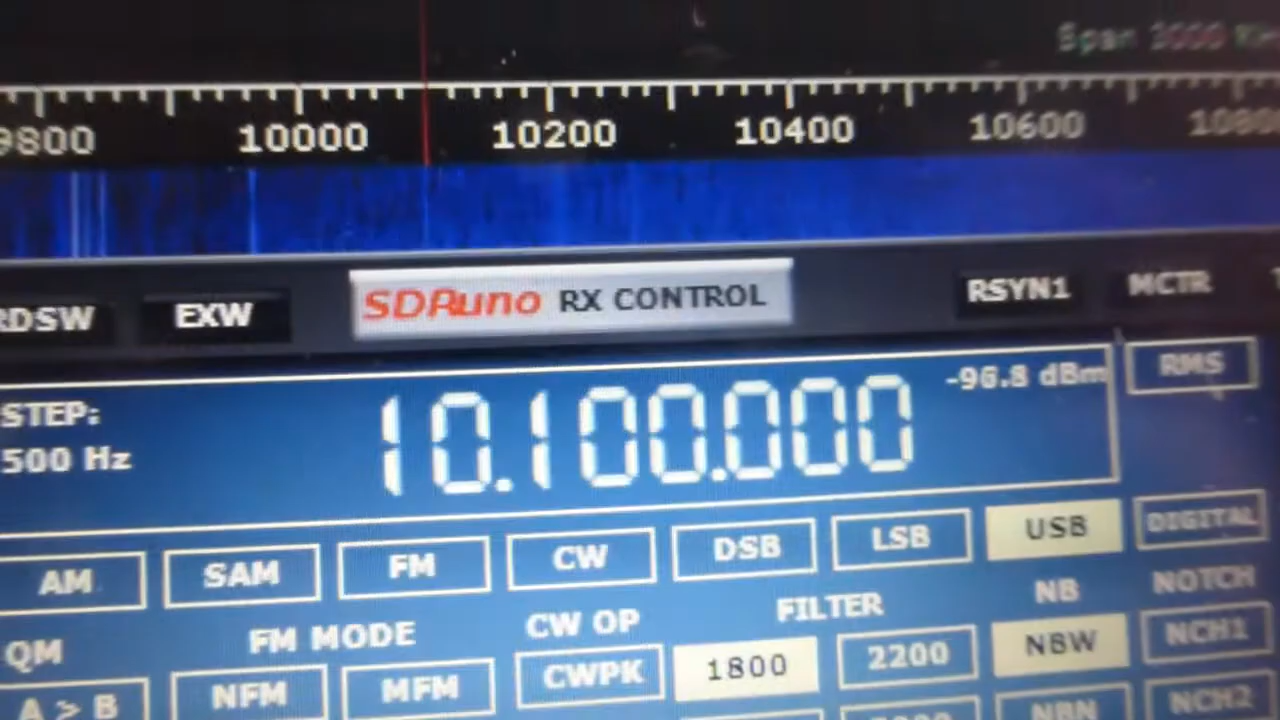 Span 3000
9800 10000 10200 10400 10600 10800
RDSW EXW SDRuno RX CONTROL RSYN1 MCTR
STEP: 10.100.000 -96.8 dBm RMS
500 Hz
AM SAM FM CW DSB LSB USB DIGITAL
QM FM MODE CW OP FILTER NB NOTCH
A > B NFM MFM CWPK 1800 2200 NBW NCH1
NBN NCH2